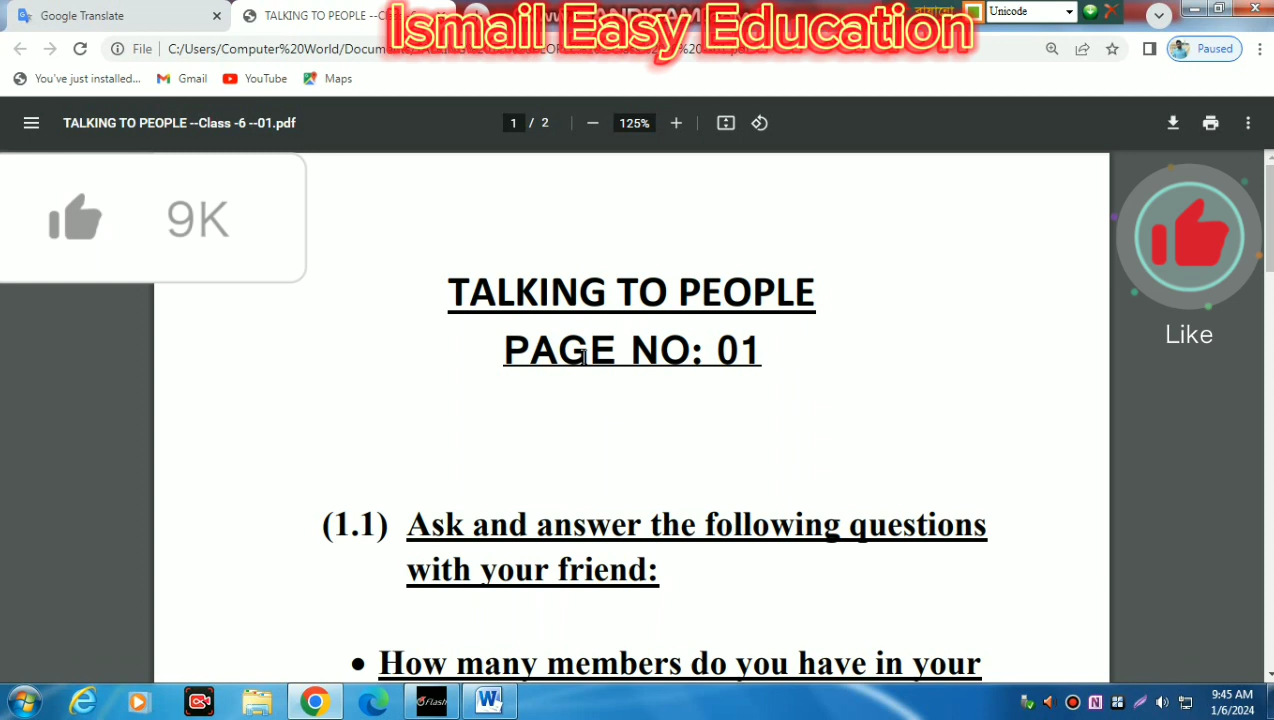 Google Translate
TALKING TO PEOPLE --C
Unicode
Ismail Easy Education
File
C:/Users/Computer%20World/Docum
Paused
You've just installed...
Gmail
YouTube
Maps
TALKING TO PEOPLE --Class -6 --01.pdf
1 / 2
125%
9K
Like
TALKING TO PEOPLE
PAGE NO: 01
(1.1) Ask and answer the following questions
with your friend:
• How many members do you have in your
Flash
9:45 AM
1/6/2024